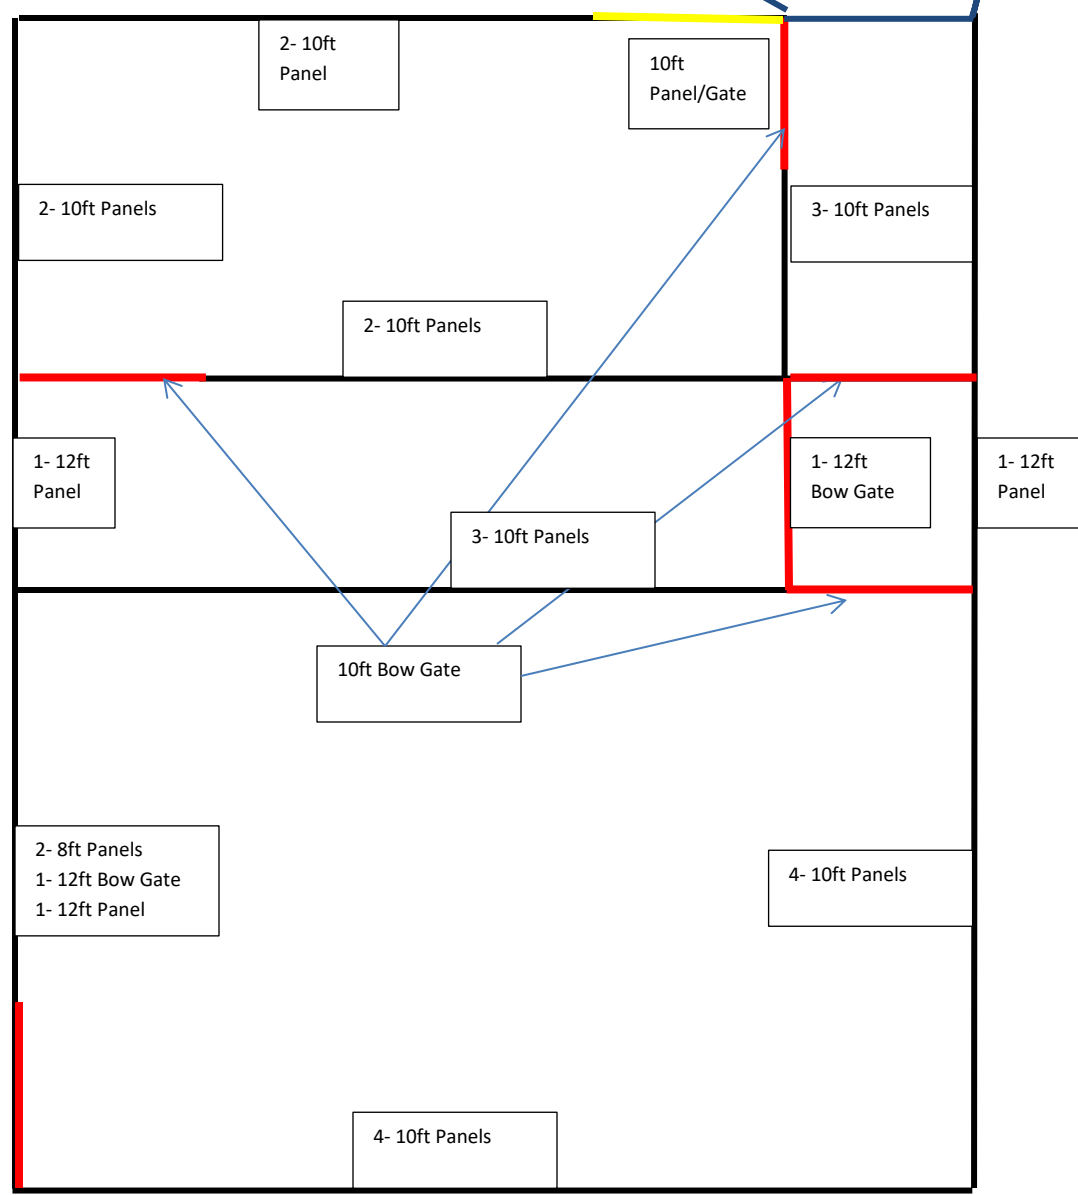 2- 10ft
Panel
10ft
Panel/Gate
2- 10ft Panels
3- 10ft Panels
2- 10ft Panels
1- 12ft
Panel
1- 12ft
Bow Gate
1- 12ft
Panel
3- 10ft Panels
10ft Bow Gate
2- 8ft Panels
1- 12ft Bow Gate
1- 12ft Panel
4- 10ft Panels
4- 10ft Panels